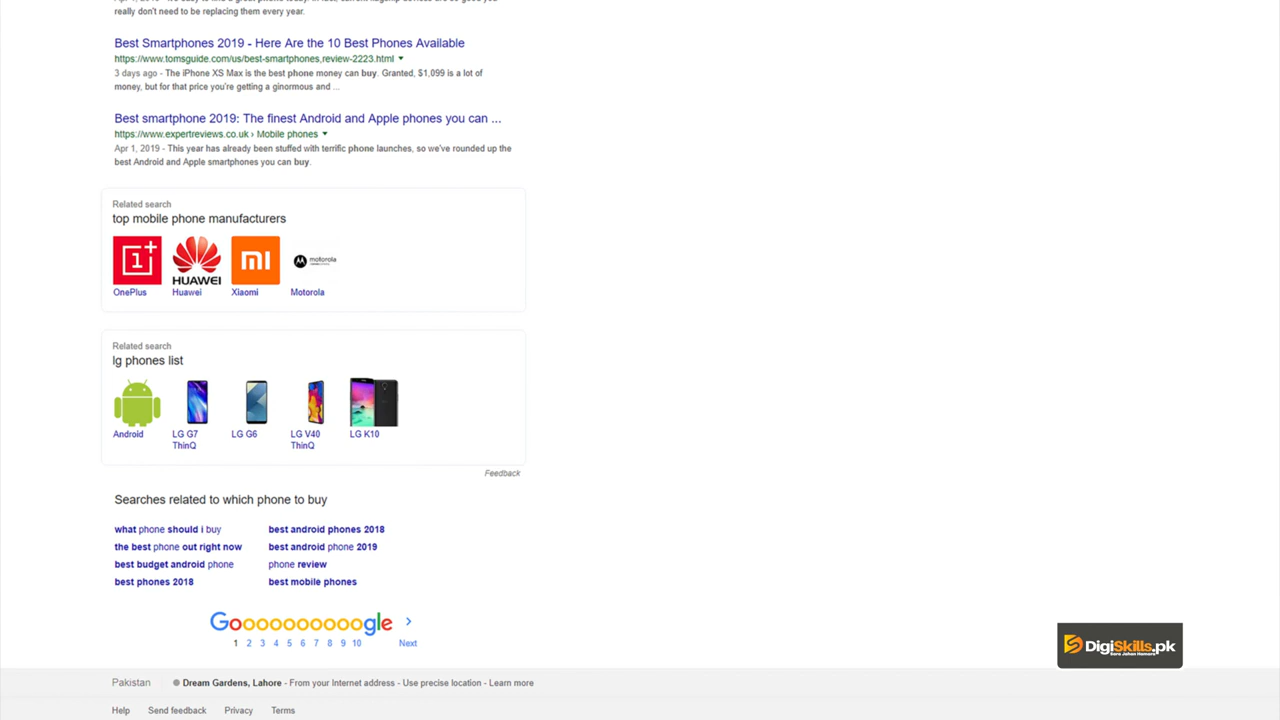 really don't need to be replacing them every year.
Best Smartphones 2019 - Here Are the 10 Best Phones Available
https://www.tomsguide.com/us/best-smartphones,review-2223.html
3 days ago - The iPhone XS Max is the best phone money can buy. Granted, $1,099 is a lot of
money, but for that price you're getting a ginormous and ...
Best smartphone 2019: The finest Android and Apple phones you can ...
https://www.expertreviews.co.uk › Mobile phones
Apr 1, 2019 - This year has already been stuffed with terrific phone launches, so we've rounded up the
best Android and Apple smartphones you can buy.
Related search
top mobile phone manufacturers
1+
HUAWEI
mi
motorola
OnePlus Huawei Xiaomi Motorola
Related search
lg phones list
Android LG G7 LG G6 LG V40 LG K10
ThinQ ThinQ
Feedback
Searches related to which phone to buy
what phone should i buy best android phones 2018
the best phone out right now best android phone 2019
best budget android phone phone review
best phones 2018 best mobile phones
Goooooooooogle >
1 2 3 4 5 6 7 8 9 10 Next
DigiSkills.pk
Pakistan Dream Gardens, Lahore - From your Internet address - Use precise location - Learn more
Help Send feedback Privacy Terms